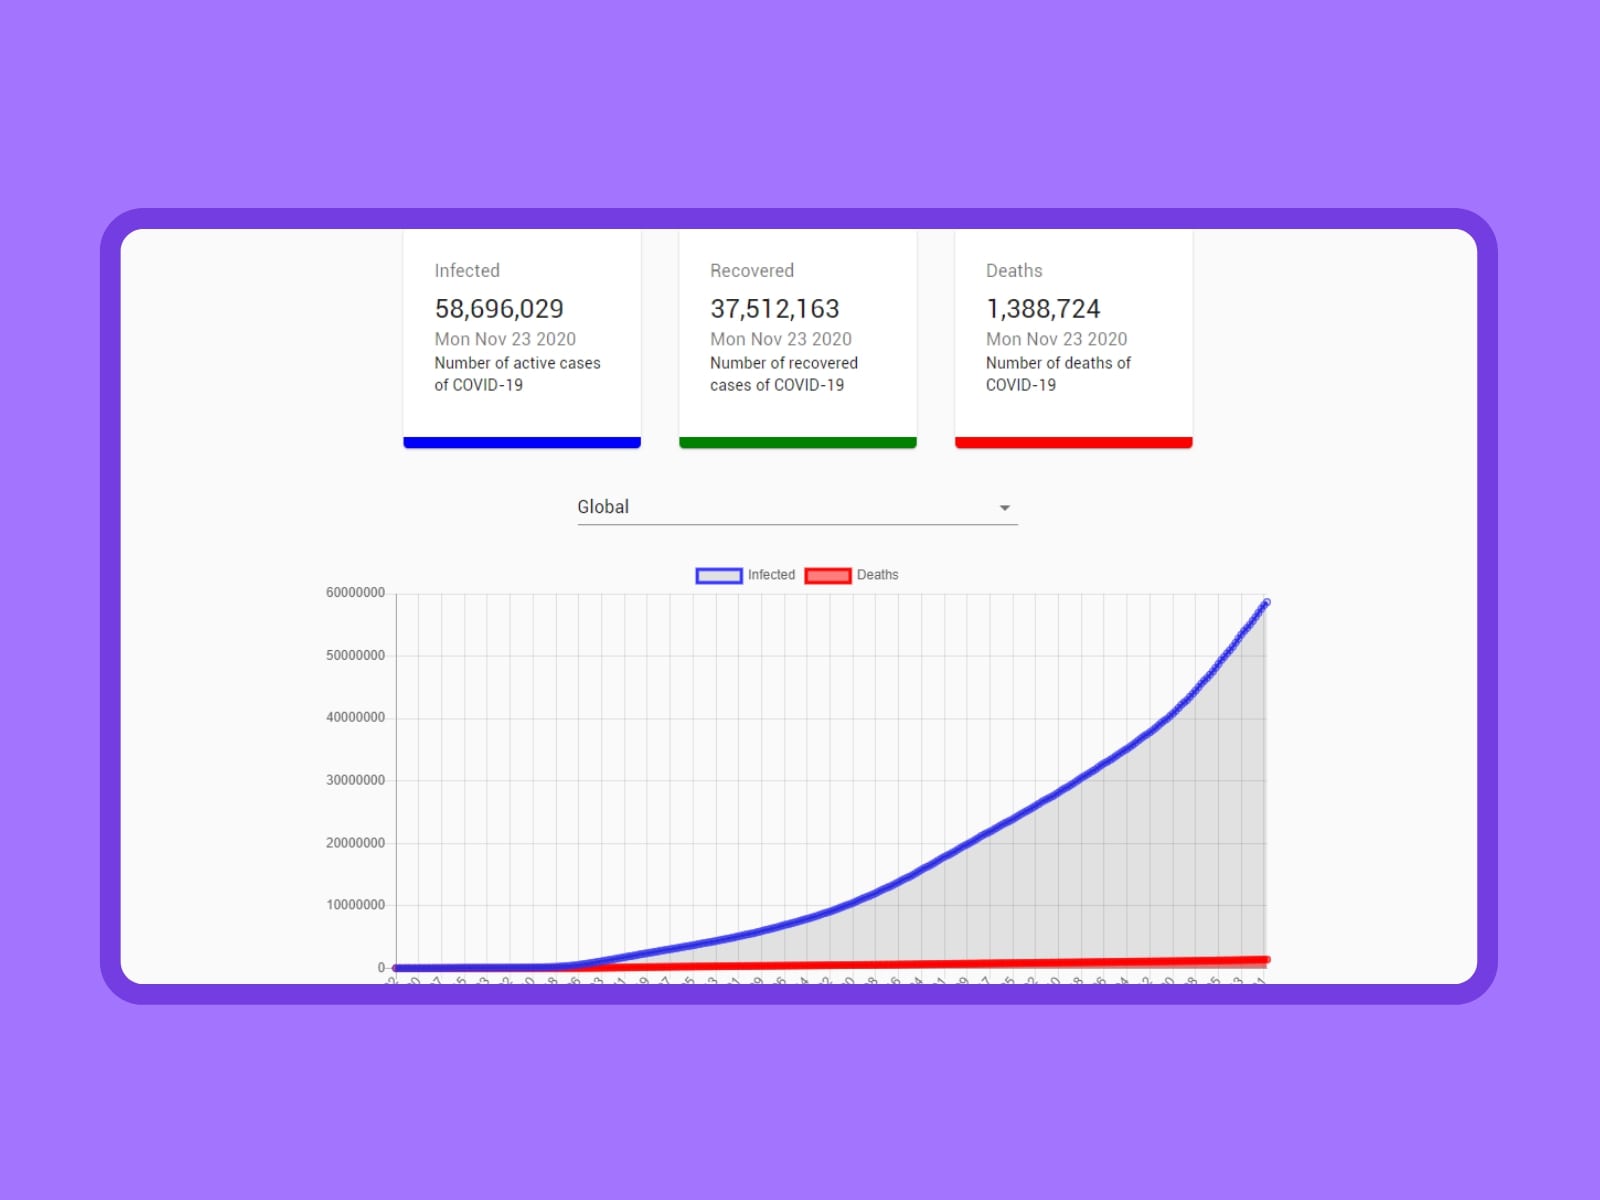 Infected
58,696,029
Mon Nov 23 2020
Number of active cases
of COVID-19
Recovered
37,512,163
Mon Nov 23 2020
Number of recovered
cases of COVID-19
Deaths
1,388,724
Mon Nov 23 2020
Number of deaths of
COVID-19
Global
Infected Deaths
60000000
50000000
40000000
30000000
20000000
10000000
0